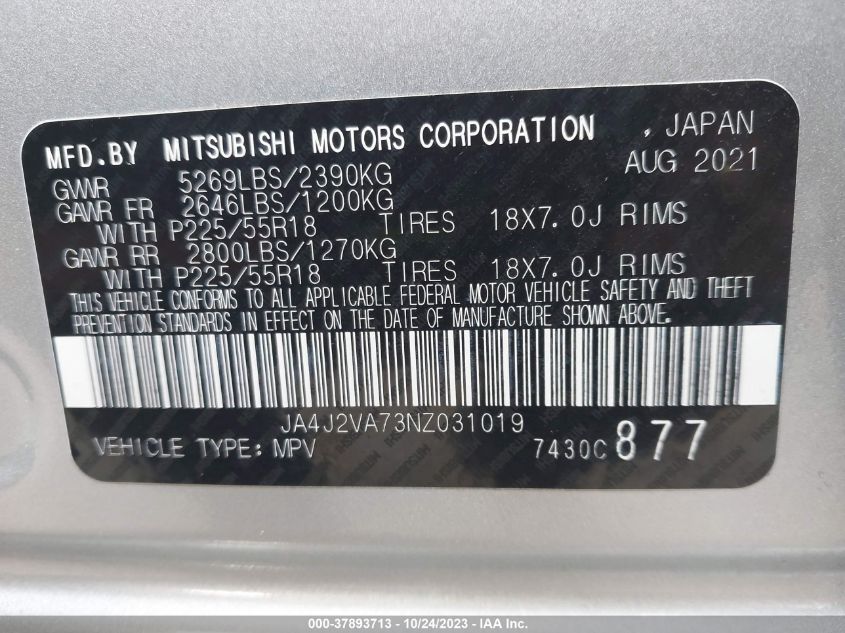 MFD.BY MITSUBISHI MOTORS CORPORATION , JAPAN
AUG 2021
GVWR 5269LBS/2390KG
GAWR FR 2646LBS/1200KG
WITH P225/55R18 TIRES 18X7.0J RIMS
GAWR RR 2800LBS/1270KG
WITH P225/55R18 TIRES 18X7.0J RIMS
THIS VEHICLE CONFORMS TO ALL APPLICABLE FEDERAL MOTOR VEHICLE SAFETY AND THEFT
PREVENTION STANDARDS IN EFFECT ON THE DATE OF MANUFACTURE SHOWN ABOVE.
JA4J2VA73NZ031019
VEHICLE TYPE: MPV 7430C 877
000-37893713 - 10/24/2023 - IAA Inc.